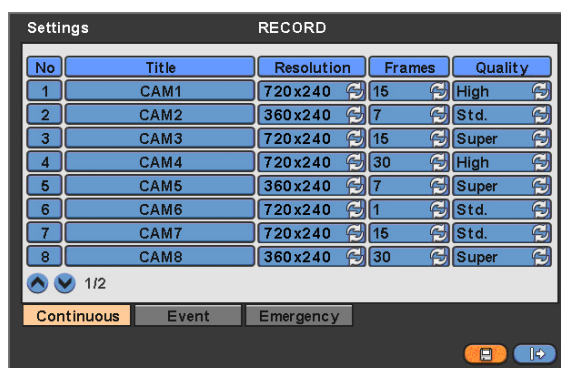 Settings RECORD
No Title Resolution Frames Quality
1 CAM1 720x240 15 High
2 CAM2 360x240 7 Std.
3 CAM3 720x240 15 Super
4 CAM4 720x240 30 High
5 CAM5 360x240 7 Super
6 CAM6 720x240 1 Std.
7 CAM7 720x240 15 Std.
8 CAM8 360x240 30 Super
1/2
Continuous Event Emergency